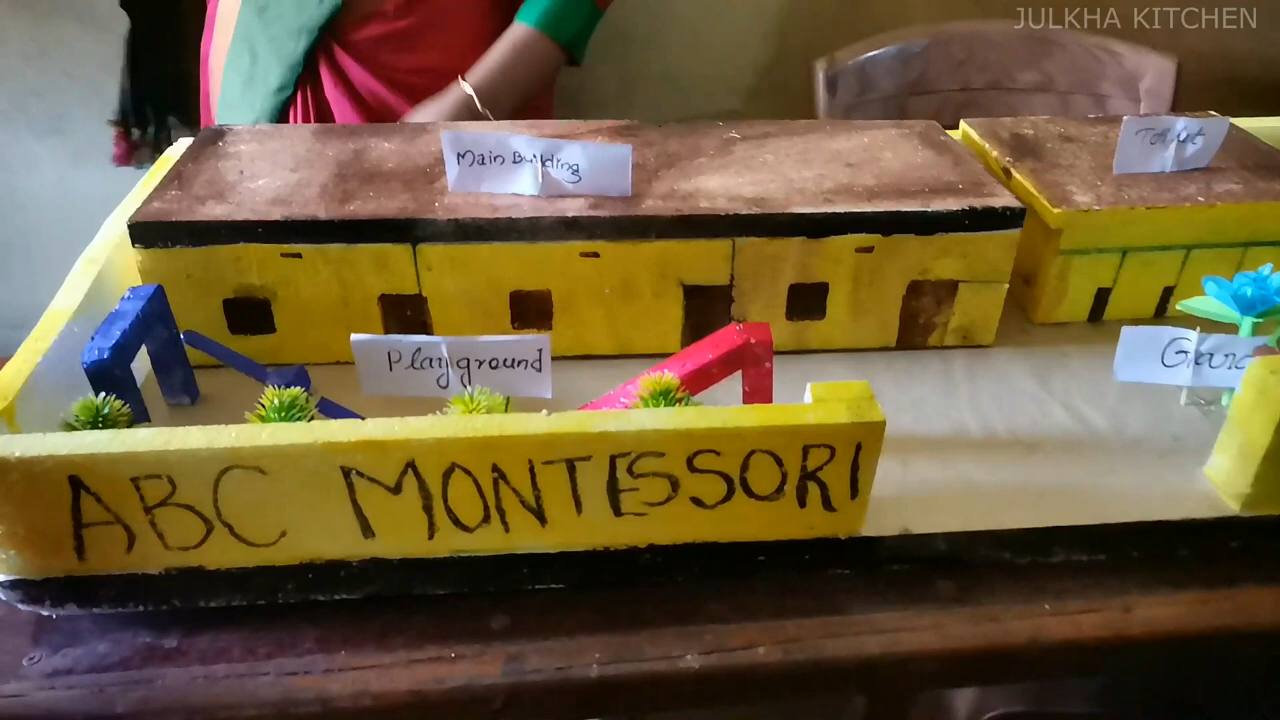 JULKHA KITCHEN
Main Building
Toilet
Playground
ABC MONTESSORI